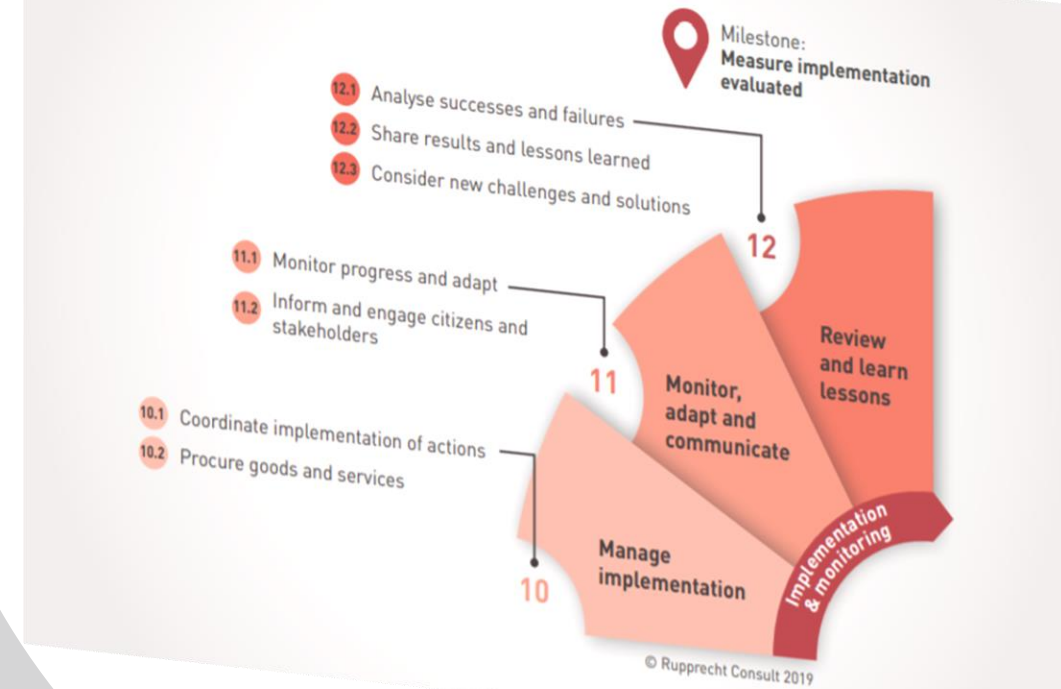 Milestone:
Measure implementation
evaluated
12.1 Analyse successes and failures
12.2 Share results and lessons learned
12.3 Consider new challenges and solutions
12
11.1 Monitor progress and adapt
11.2 Inform and engage citizens and
stakeholders
11
10.1 Coordinate implementation of actions
10.2 Procure goods and services
10
Review
and learn
lessons
Monitor,
adapt and
communicate
Manage
implementation
Implementation
& monitoring
© Rupprecht Consult 2019